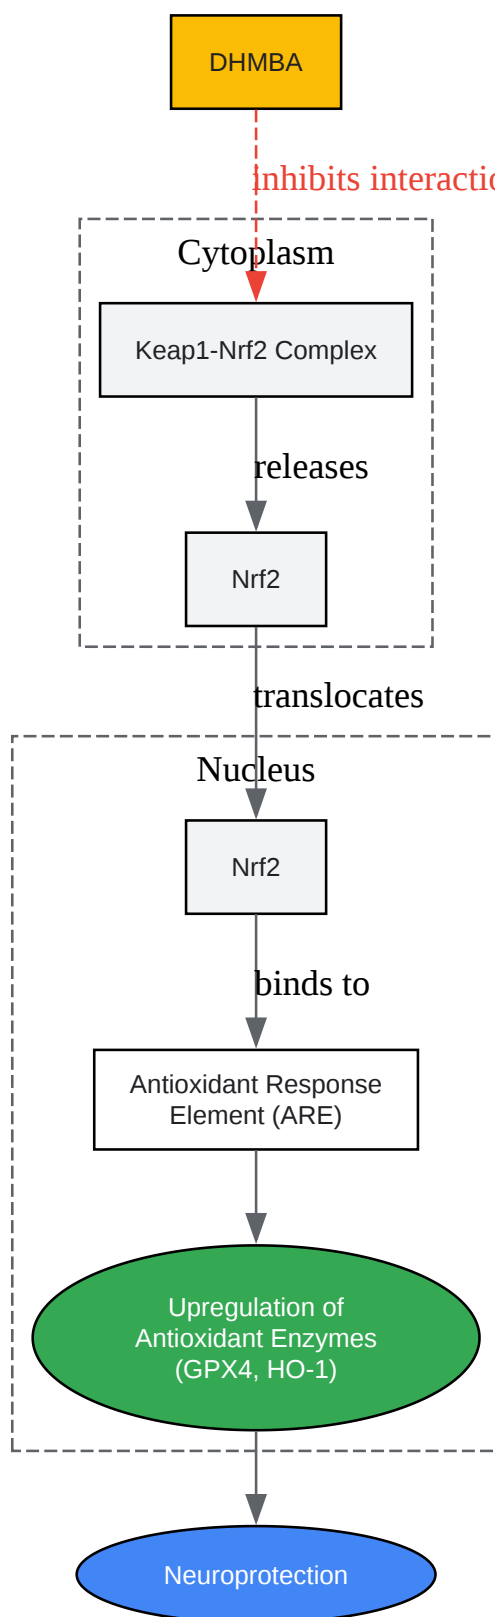 DHMBA
inhibits interactio
Cytoplasm
Keap1-Nrf2 Complex
releases
Nrf2
translocates
Nucleus
Nrf2
binds to
Antioxidant Response
Element (ARE)
Upregulation of
Antioxidant Enzymes
(GPX4, HO-1)
Neuroprotection